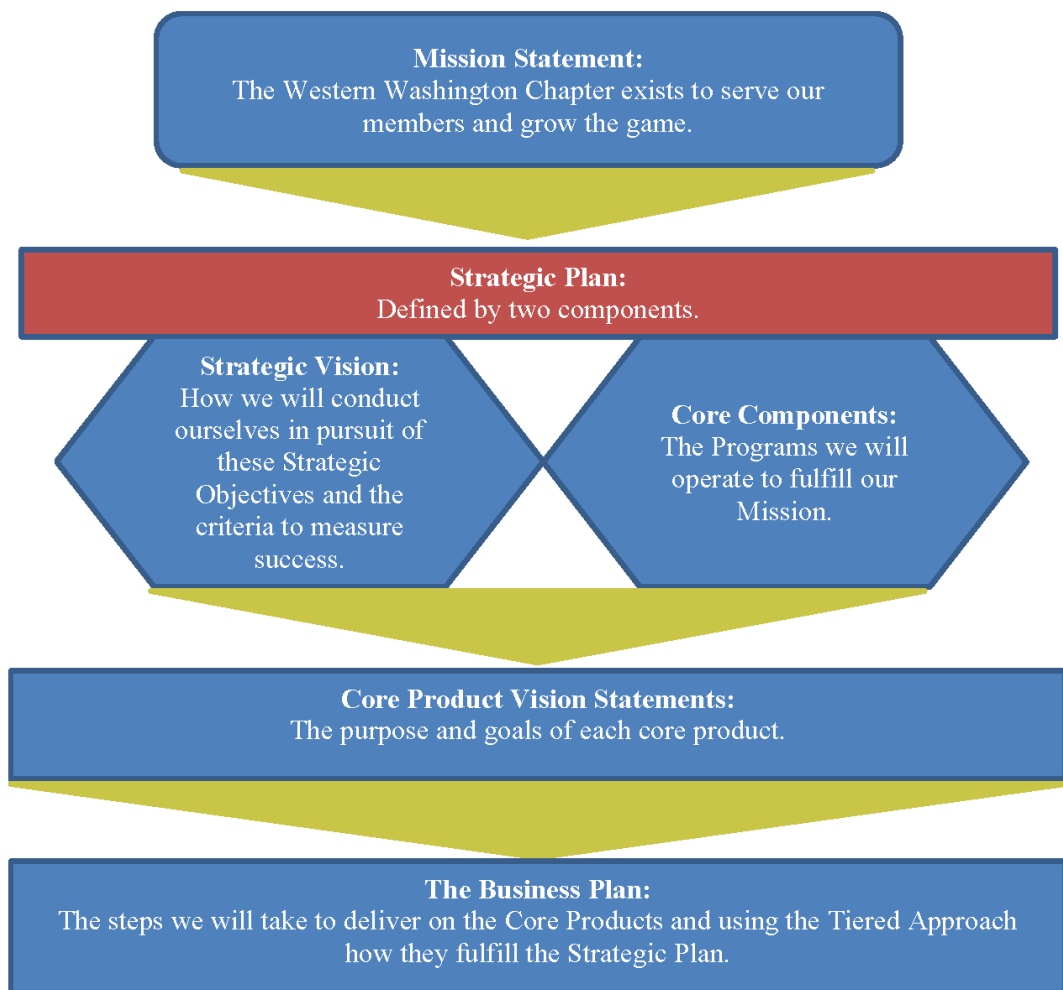 Mission Statement:
The Western Washington Chapter exists to serve our
members and grow the game.
Strategic Plan:
Defined by two components.
Strategic Vision:
How we will conduct
ourselves in pursuit of
these Strategic
Objectives and the
criteria to measure
success.
Core Components:
The Programs we will
operate to fulfill our
Mission.
Core Product Vision Statements:
The purpose and goals of each core product.
The Business Plan:
The steps we will take to deliver on the Core Products and using the Tiered Approach
how they fulfill the Strategic Plan.